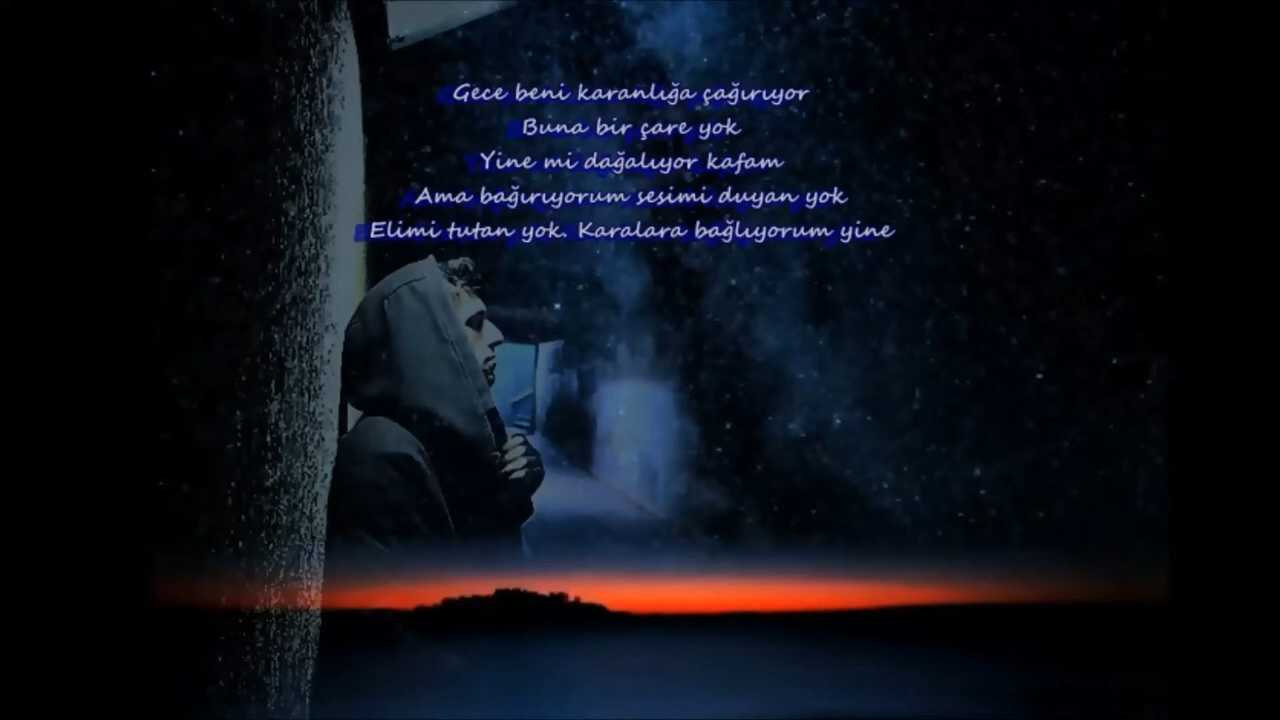 Gece beni karanlığa çağırıyor
Buna bir çare yok
Yine mi dağalıyor kafam
Ama bağırıyorum sesimi duyan yok
Elimi tutan yok. Karalara bağlıyorum yine